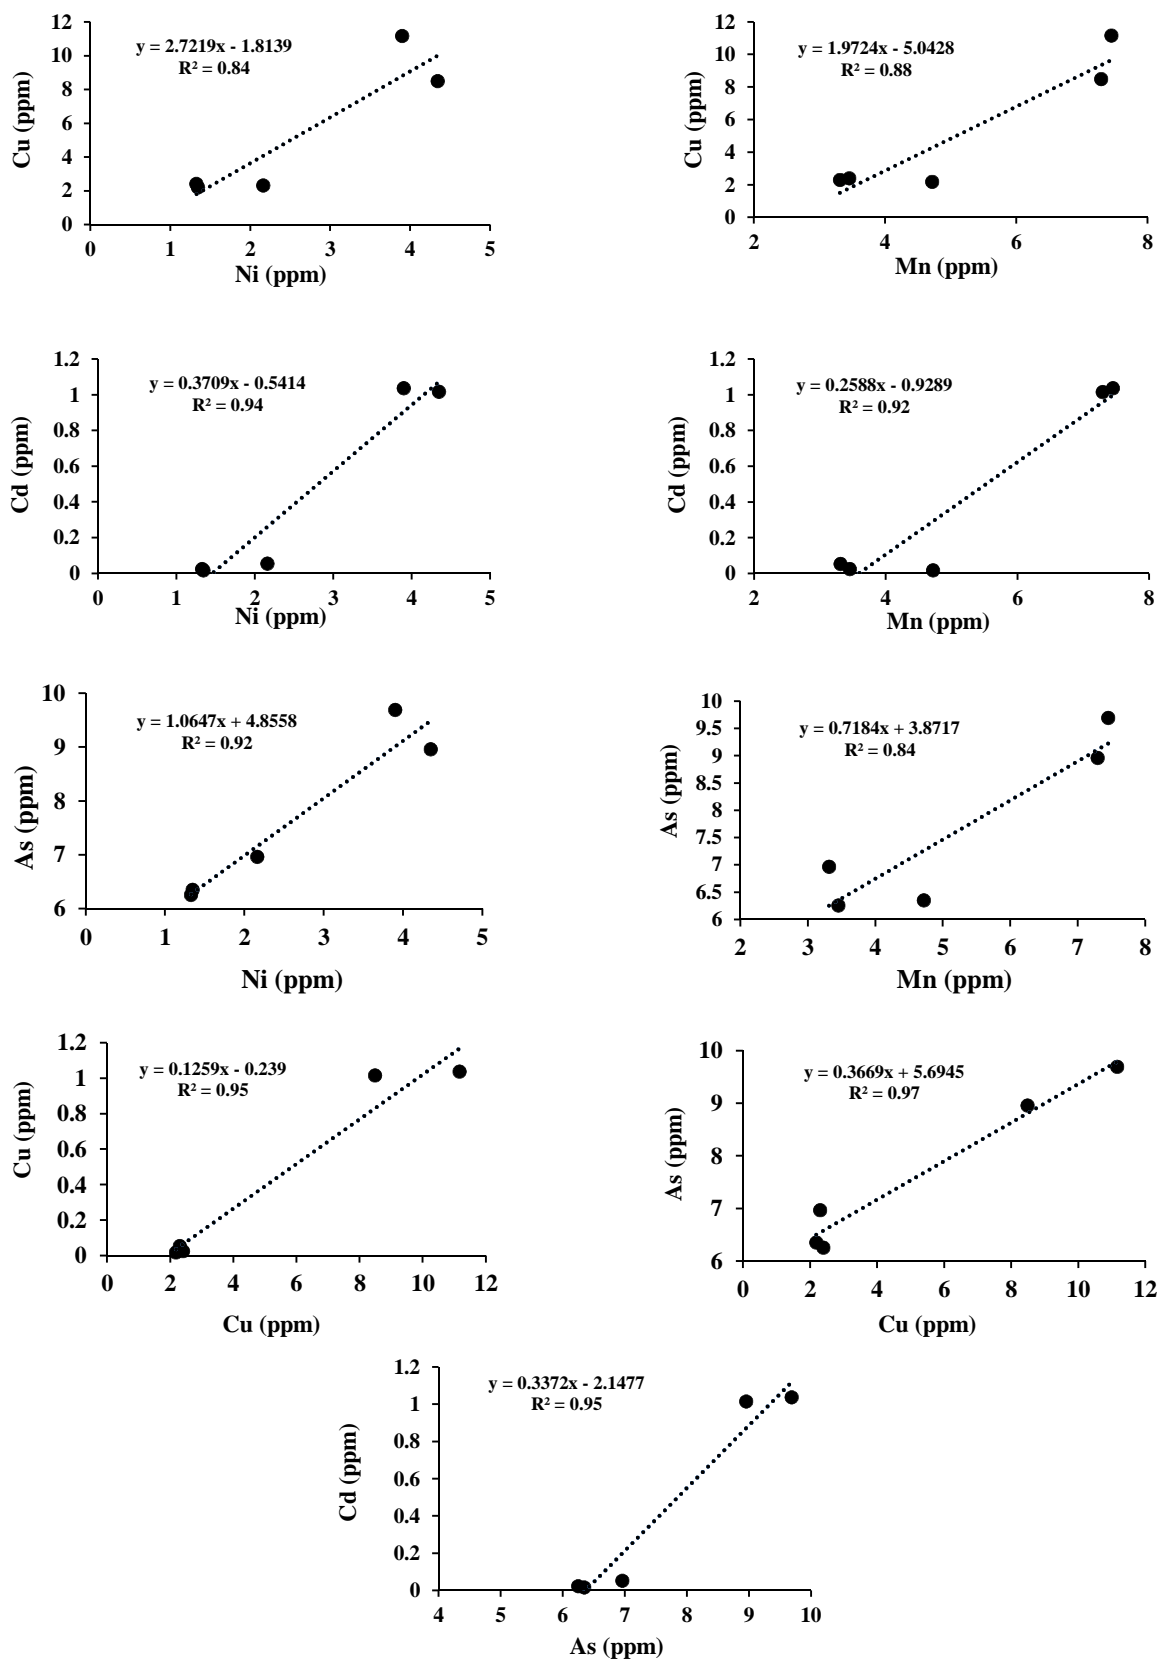 12
10
8
6
4
2
0
Cu (ppm)
y = 2.7219x - 1.8139
R² = 0.84
0 1 2 3 4 5
Ni (ppm)
12
10
8
6
4
2
0
Cu (ppm)
y = 1.9724x - 5.0428
R² = 0.88
2 4 6 8
Mn (ppm)
1.2
1
0.8
0.6
0.4
0.2
0
Cd (ppm)
y = 0.3709x - 0.5414
R² = 0.94
0 1 2 3 4 5
Ni (ppm)
1.2
1
0.8
0.6
0.4
0.2
0
Cd (ppm)
y = 0.2588x - 0.9289
R² = 0.92
2 4 6 8
Mn (ppm)
10
9
8
7
6
As (ppm)
y = 1.0647x + 4.8558
R² = 0.92
0 1 2 3 4 5
Ni (ppm)
10
9.5
9
8.5
8
7.5
7
6.5
6
As (ppm)
y = 0.7184x + 3.8717
R² = 0.84
2 3 4 5 6 7 8
Mn (ppm)
1.2
1
0.8
0.6
0.4
0.2
0
Cu (ppm)
y = 0.1259x - 0.239
R² = 0.95
0 2 4 6 8 10 12
Cu (ppm)
10
9
8
7
6
As (ppm)
y = 0.3669x + 5.6945
R² = 0.97
0 2 4 6 8 10 12
Cu (ppm)
1.2
1
0.8
0.6
0.4
0.2
0
Cd (ppm)
y = 0.3372x - 2.1477
R² = 0.95
4 5 6 7 8 9 10
As (ppm)